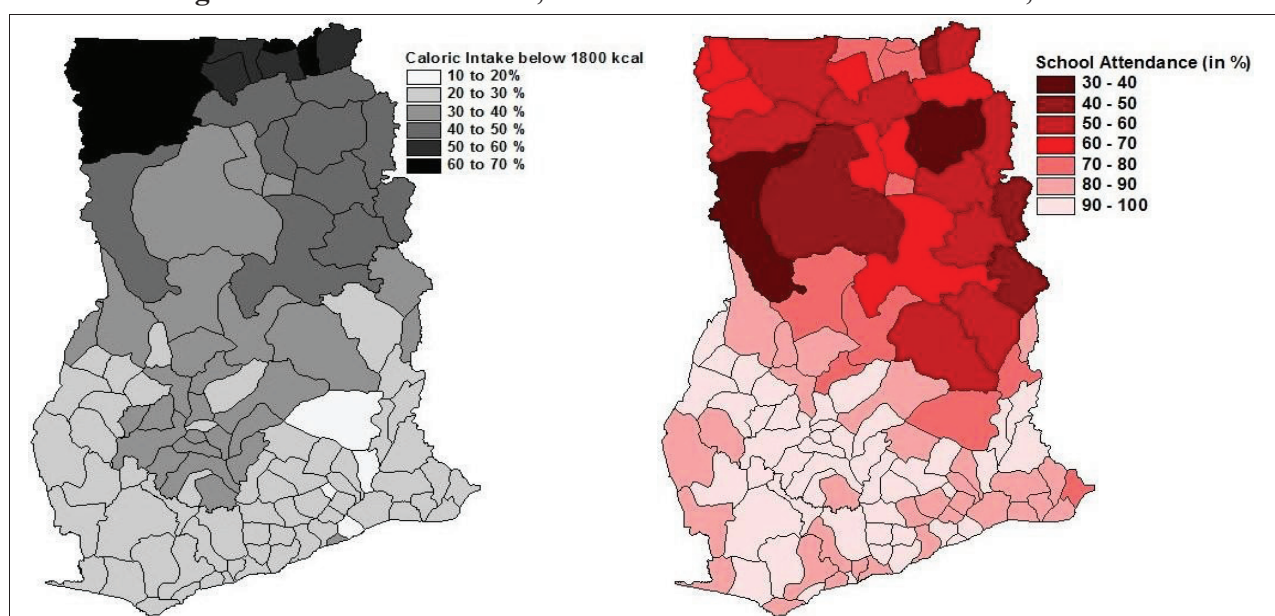 Caloric Intake below 1800 kcal
10 to 20%
20 to 30 %
30 to 40 %
40 to 50 %
50 to 60 %
60 to 70 %
School Attendance (in %)
30 - 40
40 - 50
50 - 60
60 - 70
70 - 80
80 - 90
90 - 100